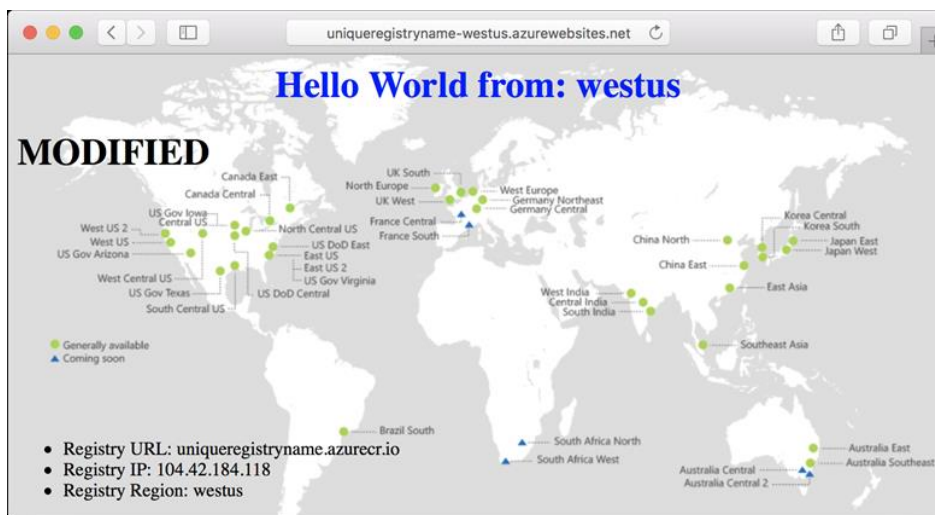 uniqueregistryname-westus.azurewebsites.net
Hello World from: westus
MODIFIED
Canada East
Canada Central
US Gov Iowa
Central US
North Central US
West US 2
West US
US Gov Arizona
US DoD East
East US
East US 2
US Gov Virginia
West Central US
US Gov Texas
US DoD Central
South Central US
UK South
North Europe
UK West
West Europe
Germany Northeast
Germany Central
France Central
France South
Korea Central
Korea South
China North
Japan East
Japan West
China East
East Asia
West India
Central India
South India
Southeast Asia
Generally available
Coming soon
Brazil South
South Africa North
South Africa West
Australia East
Australia Southeast
Australia Central
Australia Central 2
• Registry URL: uniqueregistryname.azurecr.io
• Registry IP: 104.42.184.118
• Registry Region: westus